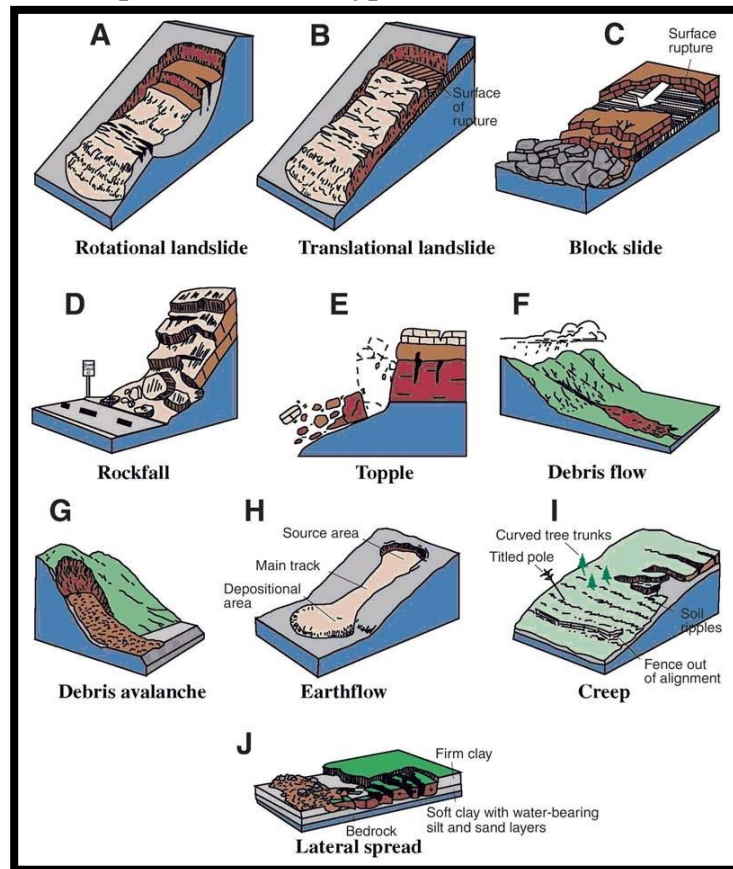 A
B
C
Surface
rupture
Surface
of
rupture
Rotational landslide
Translational landslide
Block slide
D
E
F
Rockfall
Topple
Debris flow
G
H
I
Source area
Main track
Depositional
area
Curved tree trunks
Titled pole
Soil
ripples
Fence out
of alignment
Debris avalanche
Earthflow
Creep
J
Firm clay
Soft clay with water-bearing
silt and sand layers
Bedrock
Lateral spread